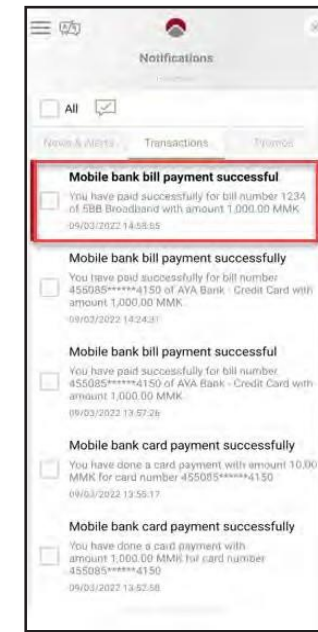 Notifications
All
News & Alerts Transactions Finance
Mobile bank bill payment successful
You have paid successfully for bill number 1234
of 5BB Broadband with amount 1,000.00 MMK
09/03/2022 14:58:55
Mobile bank bill payment successfully
You have paid successfully for bill number
455085******4150 of AYA Bank - Credit Card with
amount 1,000.00 MMK
09/03/2022 14:24:31
Mobile bank bill payment successful
You have paid successfully for bill number
455085******4150 of AYA Bank - Credit Card with
amount 1,000.00 MMK
09/03/2022 13:57:26
Mobile bank card payment successfully
You have done a card payment with amount 10.00
MMK for card number 455085******4150
09/03/2022 13:55:17
Mobile bank card payment successfully
You have done a card payment with
amount 1,000.00 MMK for card number
455085******4150
09/03/2022 13:52:58